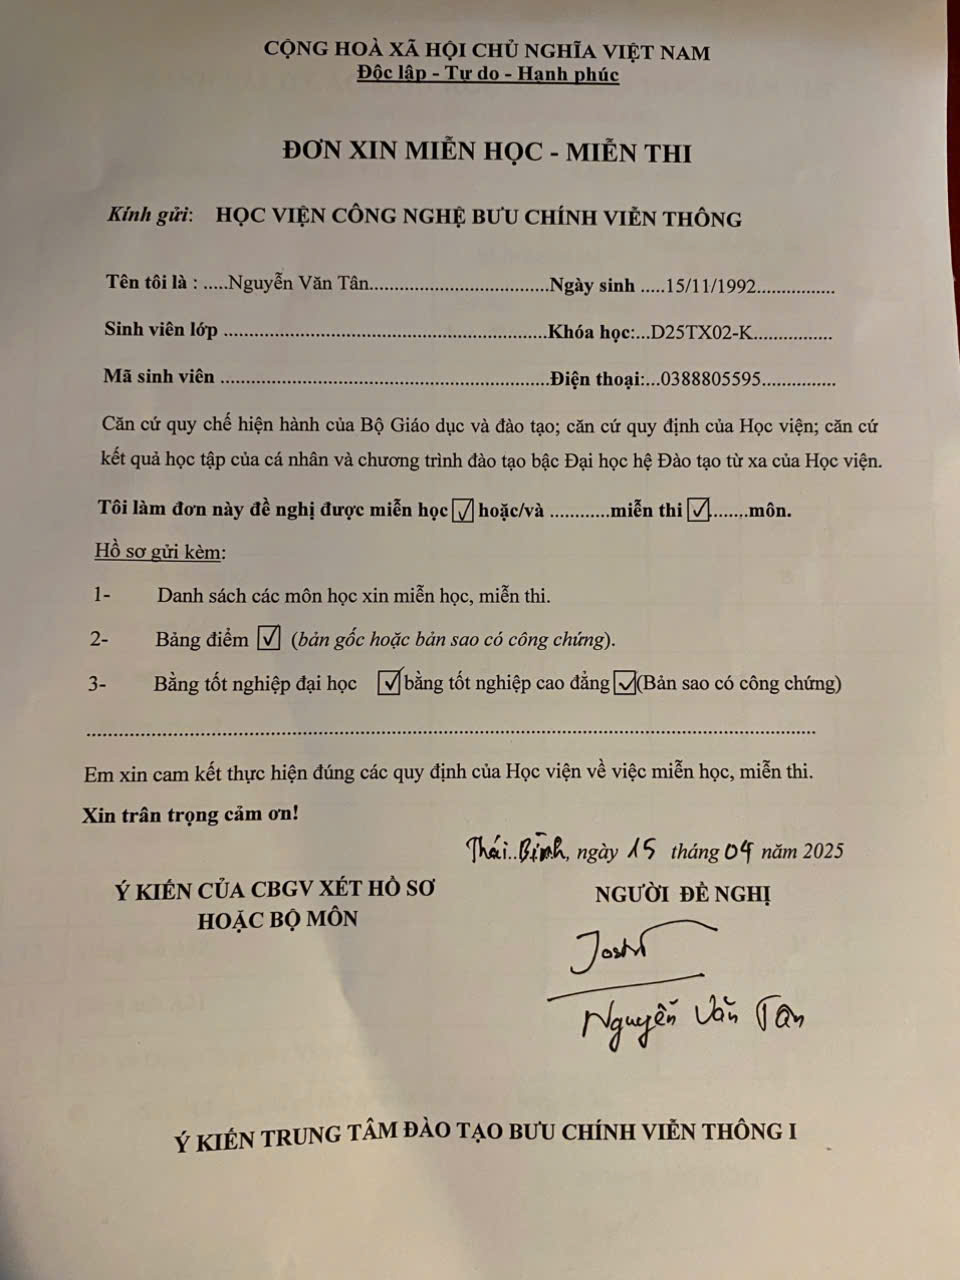 CỘNG HOÀ XÃ HỘI CHỦ NGHĨA VIỆT NAM
Độc lập - Tự do - Hạnh phúc
ĐƠN XIN MIỄN HỌC - MIỄN THI
Kính gửi: HỌC VIỆN CÔNG NGHỆ BƯU CHÍNH VIỄN THÔNG
Tên tôi là : .....Nguyễn Văn Tân......................................Ngày sinh .....15/11/1992................
Sinh viên lớp ....................................................................Khóa học:...D25TX02-K................
Mã sinh viên .....................................................................Điện thoại:...0388805595...............
Căn cứ quy chế hiện hành của Bộ Giáo dục và đào tạo; căn cứ quy định của Học viện; căn cứ
kết quả học tập của cá nhân và chương trình đào tạo bậc Đại học hệ Đào tạo từ xa của Học viện.
Tôi làm đơn này đề nghị được miễn học ☑ hoặc/và ............miễn thi ☑........môn.
Hồ sơ gửi kèm:
1- Danh sách các môn học xin miễn học, miễn thi.
2- Bảng điểm ☑ (bản gốc hoặc bản sao có công chứng).
3- Bằng tốt nghiệp đại học ☑ bằng tốt nghiệp cao đẳng ☑ (Bản sao có công chứng)
..............................................................................................................................
Em xin cam kết thực hiện đúng các quy định của Học viện về việc miễn học, miễn thi.
Xin trân trọng cảm ơn!
Thái..Bình, ngày 15 tháng 04 năm 2025
Ý KIẾN CỦA CBGV XÉT HỒ SƠ
HOẶC BỘ MÔN
NGƯỜI ĐỀ NGHỊ
Nguyễn Văn Tân
Ý KIẾN TRUNG TÂM ĐÀO TẠO BƯU CHÍNH VIỄN THÔNG I